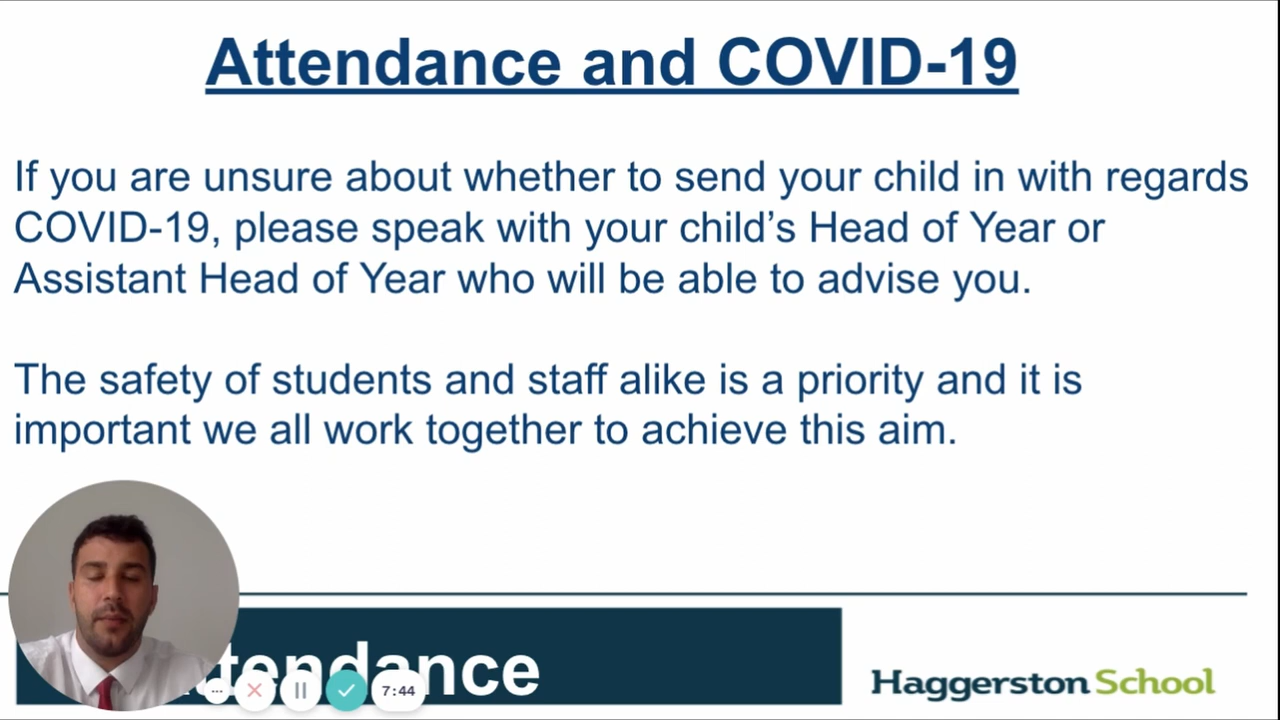 Attendance and COVID-19
If you are unsure about whether to send your child in with regards
COVID-19, please speak with your child’s Head of Year or
Assistant Head of Year who will be able to advise you.
The safety of students and staff alike is a priority and it is
important we all work together to achieve this aim.
tendance
7:44
Haggerston School